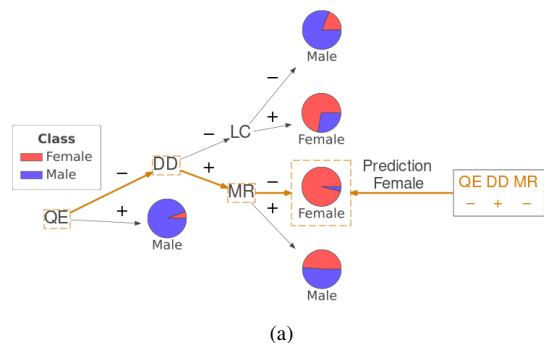 Male
−
LC
+
Female
Class
Female
Male
−
DD
−
+
MR
−
Female
Prediction
Female
QE DD MR
− + −
QE
+
Male
+
Male
(a)